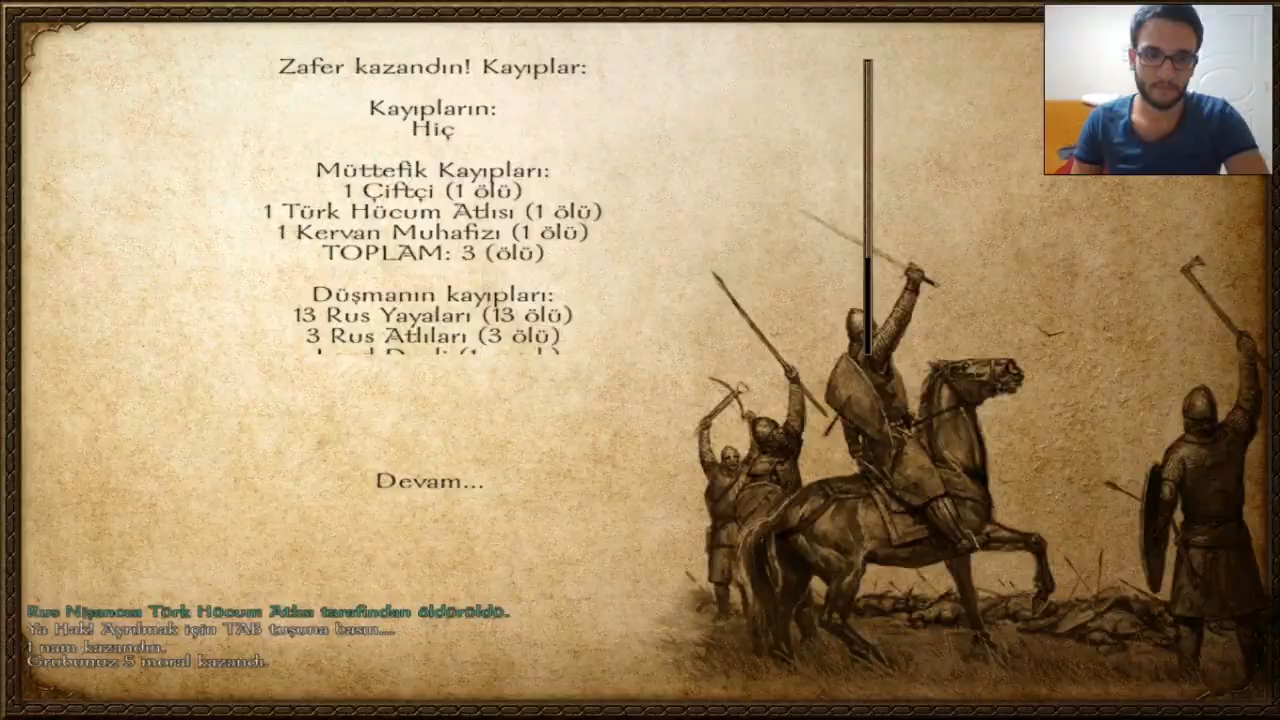 Zafer kazandın! Kayıplar:
Kayıpların:
Hiç
Müttefik Kayıpları:
1 Çiftçi (1 ölü)
1 Türk Hücum Atlısı (1 ölü)
1 Kervan Muhafızı (1 ölü)
TOPLAM: 3 (ölü)
Düşmanın kayıpları:
13 Rus Yayaları (13 ölü)
3 Rus Atlıları (3 ölü)
Devam...
Rus Nişancısı Türk Hücum Atlısı tarafından öldürüldü.
Ya Hak! Ayrılmak için TAB tuşuna basın....
1 nam kazandın.
Grubunuz 5 moral kazandı.